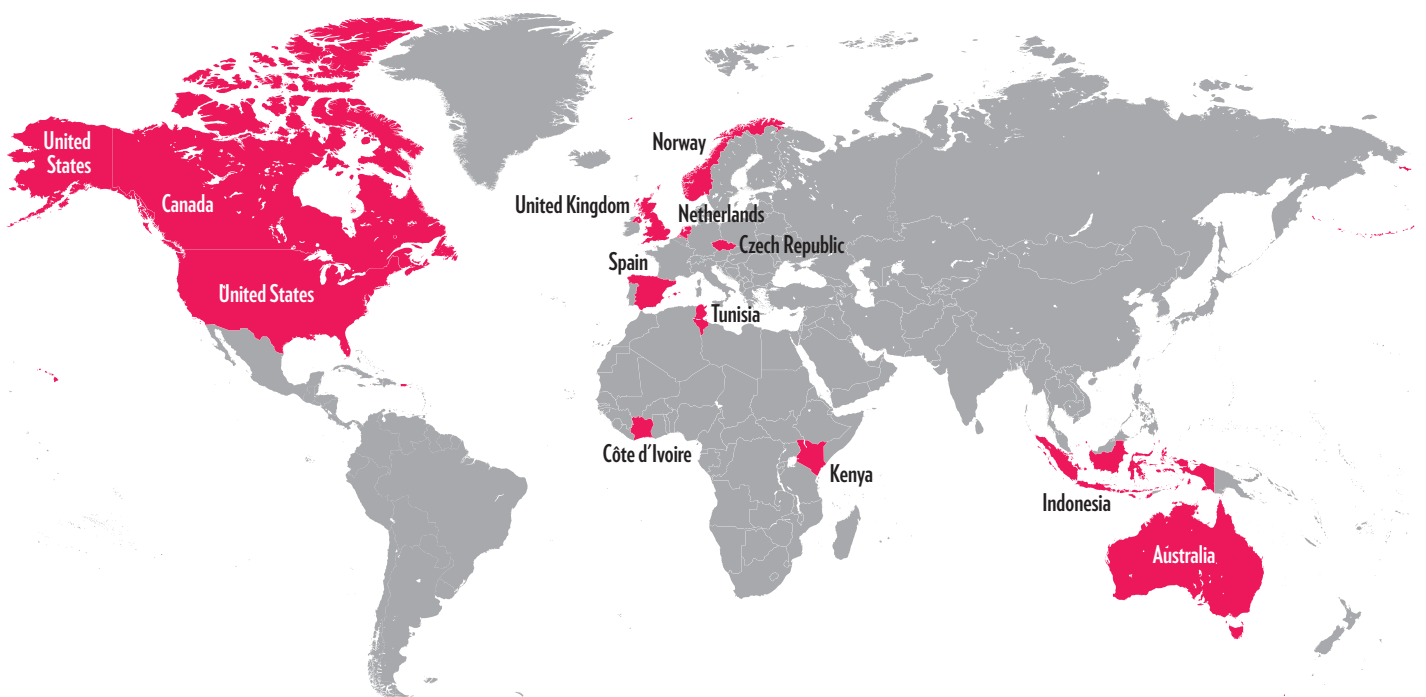 United
States
Canada
United States
Norway
United Kingdom
Netherlands
Czech Republic
Spain
Tunisia
Côte d'Ivoire
Kenya
Indonesia
Australia